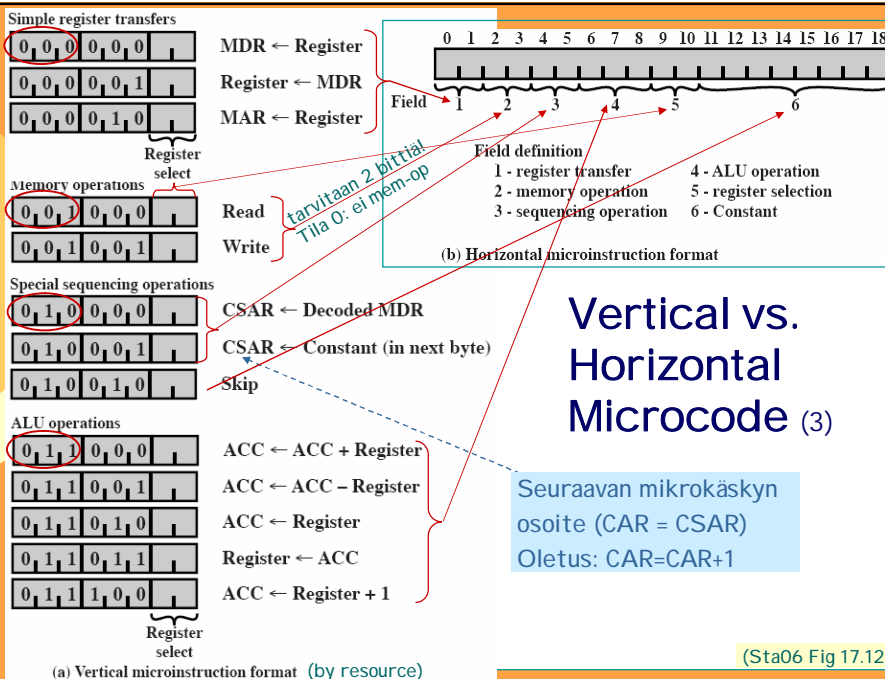 Simple register transfers
0 0 0 0 0 0 MDR ← Register
0 0 0 0 0 1 Register ← MDR
0 0 0 0 1 0 MAR ← Register
Register
select
Memory operations
0 0 1 0 0 0 Read
0 0 1 0 0 1 Write
tarvitaan 2 bittiä!
Tila 0: ei mem-op
Special sequencing operations
0 1 0 0 0 0 CSAR ← Decoded MDR
0 1 0 0 0 1 CSAR ← Constant (in next byte)
0 1 0 0 1 0 Skip
ALU operations
0 1 1 0 0 0 ACC ← ACC + Register
0 1 1 0 0 1 ACC ← ACC – Register
0 1 1 0 1 0 ACC ← Register
0 1 1 0 1 1 Register ← ACC
0 1 1 1 0 0 ACC ← Register + 1
Register
select
(a) Vertical microinstruction format (by resource)
0 1 2 3 4 5 6 7 8 9 10 11 12 13 14 15 16 17 18
Field 1 2 3 4 5 6
Field definition
1 - register transfer 4 - ALU operation
2 - memory operation 5 - register selection
3 - sequencing operation 6 - Constant
(b) Horizontal microinstruction format
Vertical vs.
Horizontal
Microcode (3)
Seuraavan mikrokäskyn
osoite (CAR = CSAR)
Oletus: CAR=CAR+1
(Sta06 Fig 17.12